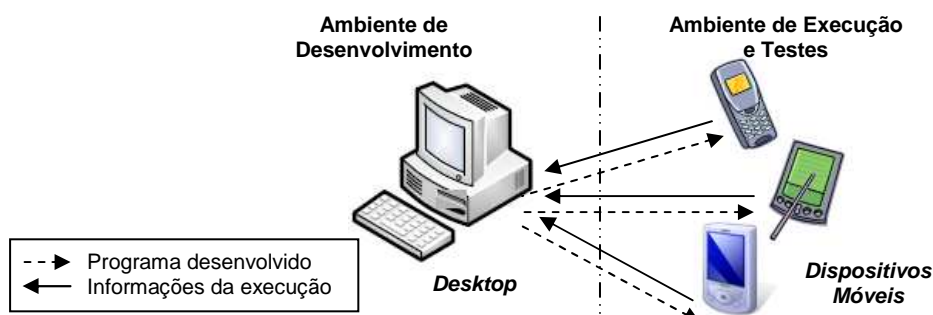 Ambiente de
Desenvolvimento
Ambiente de Execução
e Testes
Programa desenvolvido
Informações da execução
Desktop
Dispositivos
Móveis